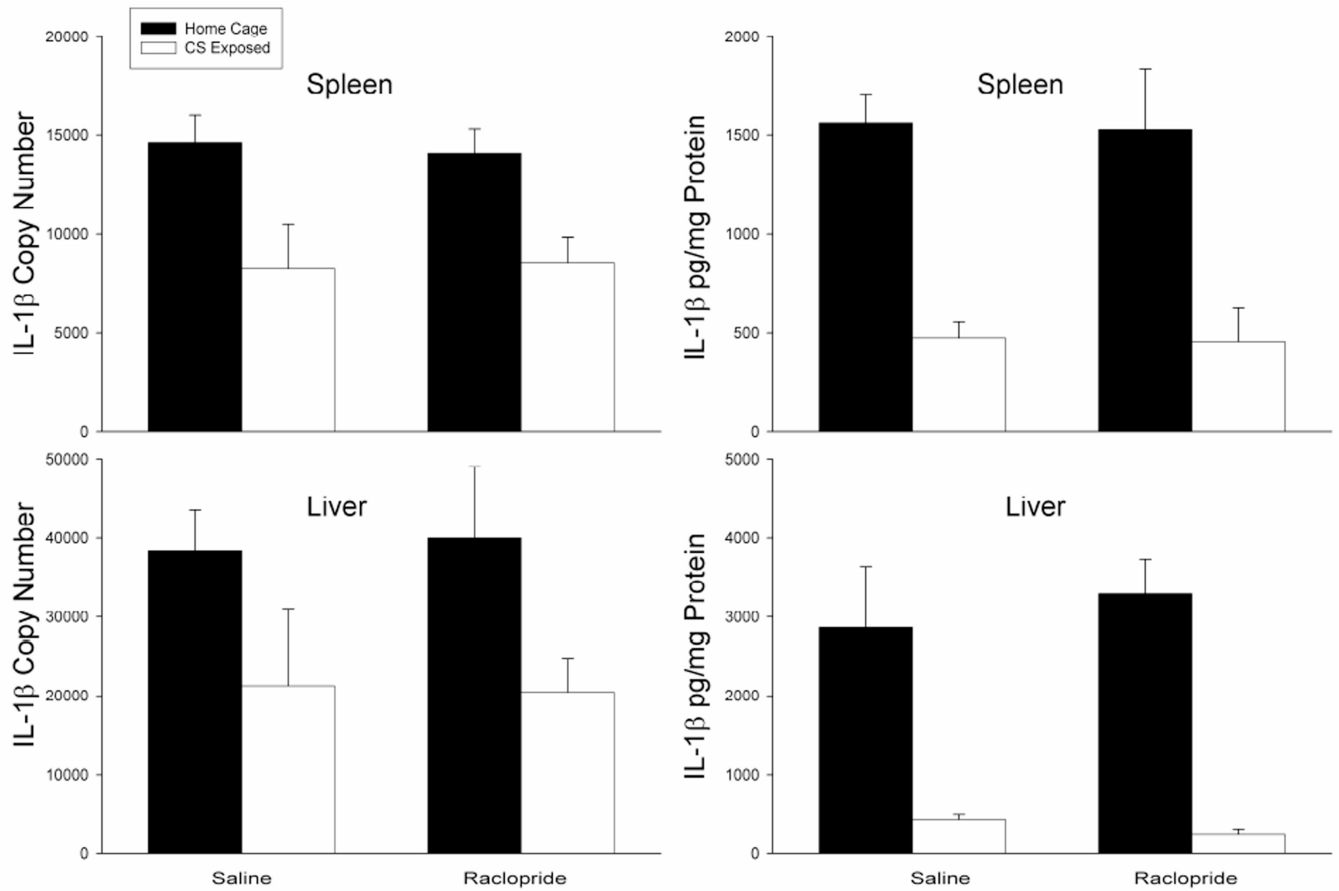 Home Cage
CS Exposed
20000
15000
10000
5000
0
IL-1β Copy Number
Spleen
2000
1500
1000
500
0
IL-1β pg/mg Protein
Spleen
50000
40000
30000
20000
10000
0
IL-1β Copy Number
Liver
Saline
Raclopride
5000
4000
3000
2000
1000
0
IL-1β pg/mg Protein
Liver
Saline
Raclopride